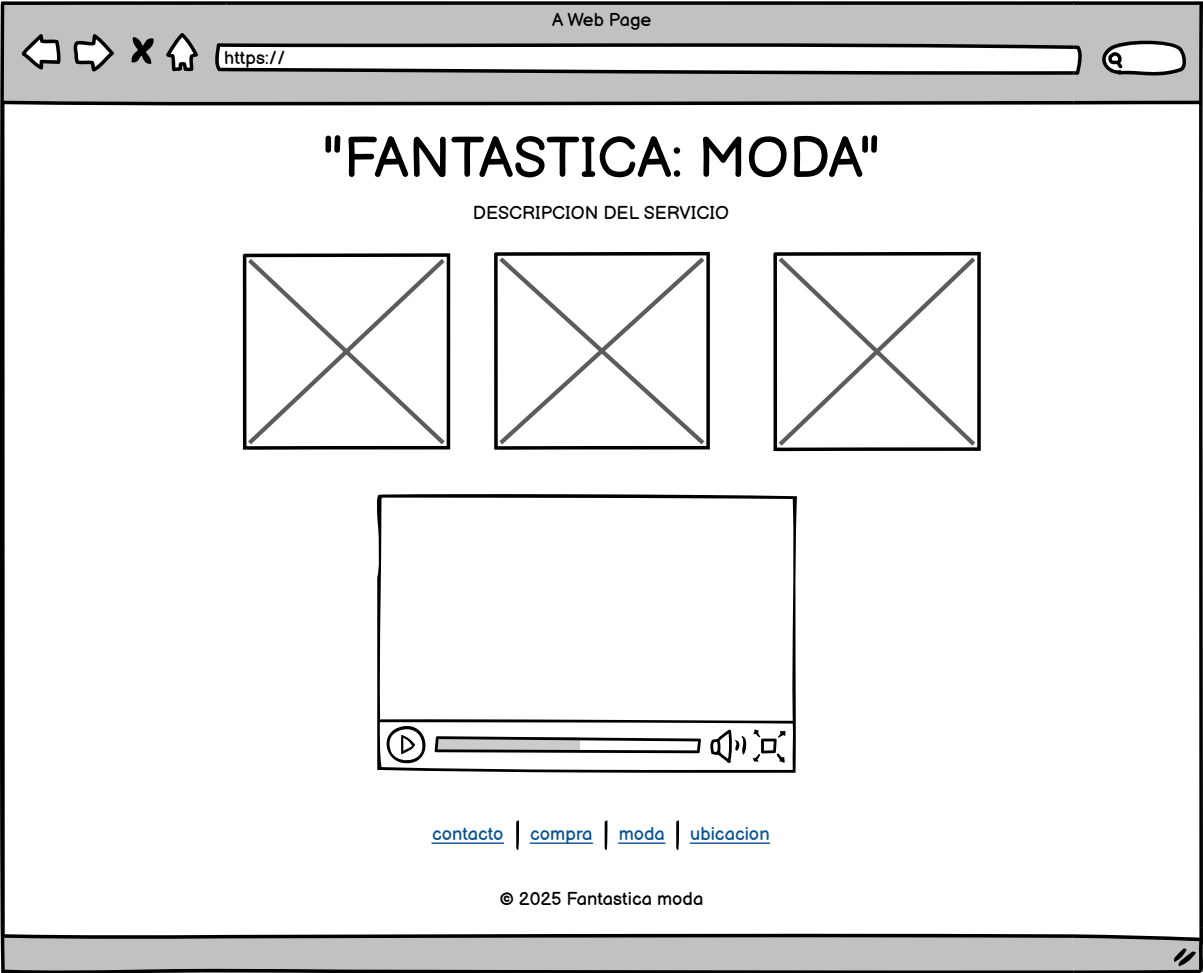 A Web Page
https://
"FANTASTICA: MODA"
DESCRIPCION DEL SERVICIO
contacto | compra | moda | ubicacion
© 2025 Fantastica moda